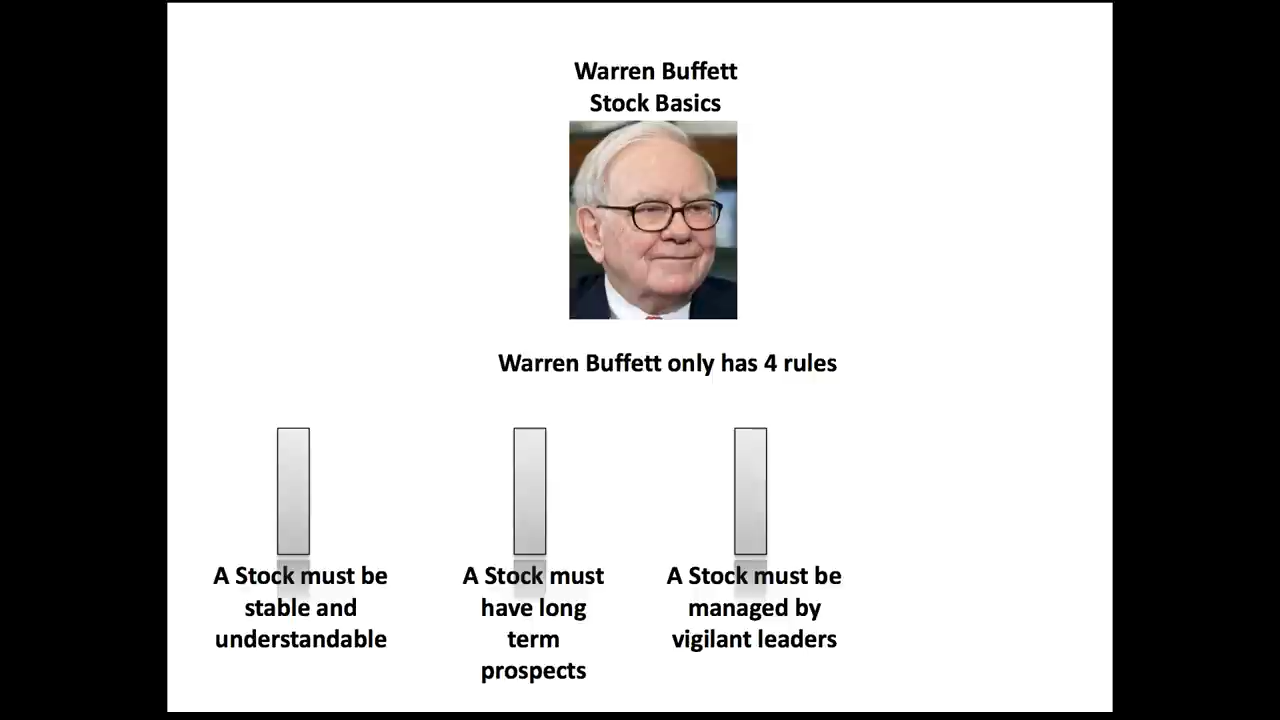 Warren Buffett
Stock Basics
Warren Buffett only has 4 rules
A Stock must be
stable and
understandable
A Stock must
have long
term
prospects
A Stock must be
managed by
vigilant leaders